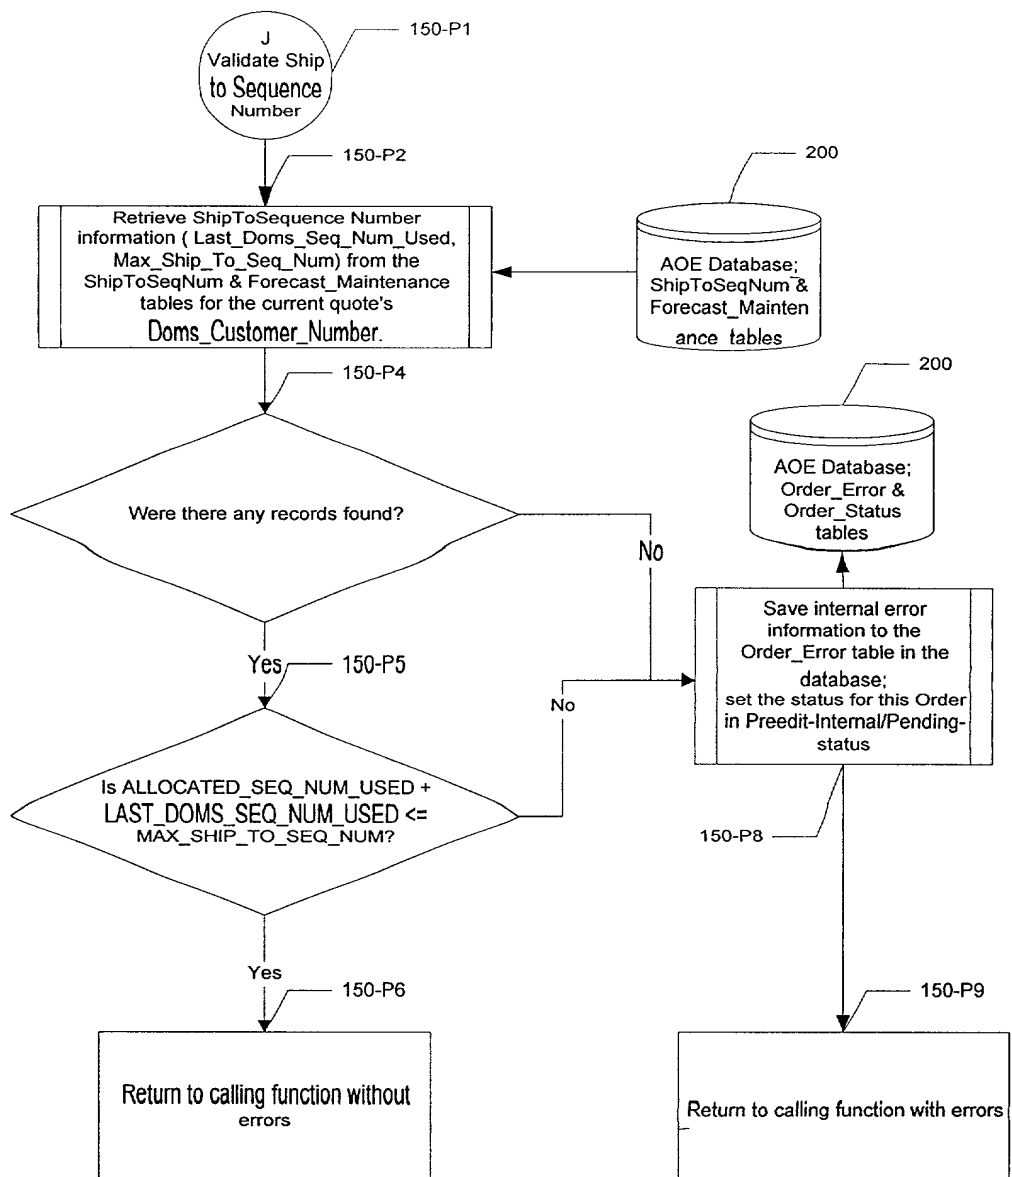 150-P1
J
Validate Ship
to Sequence
Number
150-P2
200
Retrieve ShipToSequence Number
information ( Last_Doms_Seq_Num_Used,
Max_Ship_To_Seq_Num) from the
ShipToSeqNum & Forecast_Maintenance
tables for the current quote's
Doms_Customer_Number.
AOE Database;
ShipToSeqNum &
Forecast_Mainten
ance tables
150-P4
200
Were there any records found?
No
AOE Database;
Order_Error &
Order_Status
tables
Save internal error
information to the
Order_Error table in the
database;
set the status for this Order
in Preedit-Internal/Pending-
status
Yes
150-P5
No
Is ALLOCATED_SEQ_NUM_USED +
LAST_DOMS_SEQ_NUM_USED <=
MAX_SHIP_TO_SEQ_NUM?
150-P8
Yes
150-P6
150-P9
Return to calling function without
errors
Return to calling function with errors